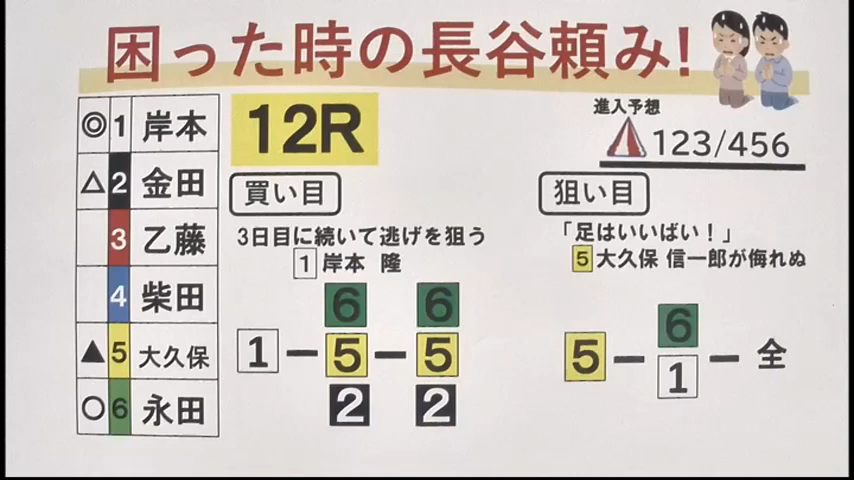 困った時の長谷頼み!
◎ 1 岸本
△ 2 金田
3 乙藤
4 柴田
▲ 5 大久保
○ 6 永田
12R
進入予想
123/456
買い目
3日目に続いて逃げを狙う
1 岸本 隆
6 6
1 - 5 - 5
2 2
狙い目
「足はいいばい!」
5 大久保 信一郎が侮れぬ
6
5 - 1 - 全